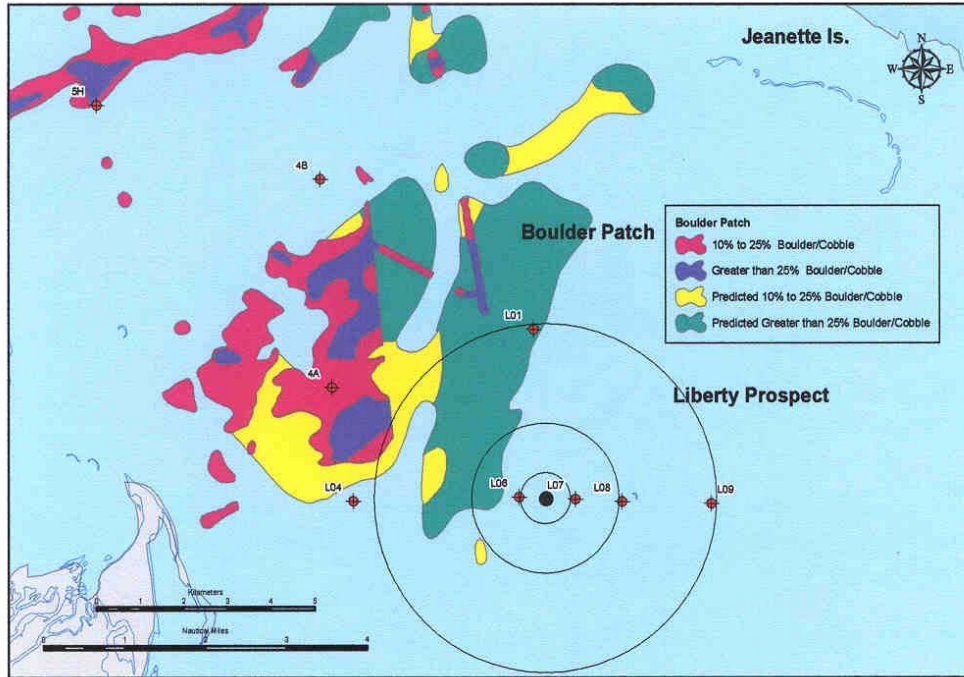 Jeanette Is.
N
W E
S
5H
4B
Boulder Patch
Boulder Patch
10% to 25% Boulder/Cobble
Greater than 25% Boulder/Cobble
Predicted 10% to 25% Boulder/Cobble
Predicted Greater than 25% Boulder/Cobble
L01
4A
Liberty Prospect
L04
L06
L07
L08
L09
Kilometers
0 1 2 3 4 5
Nautical Miles
0 1 2 3 4